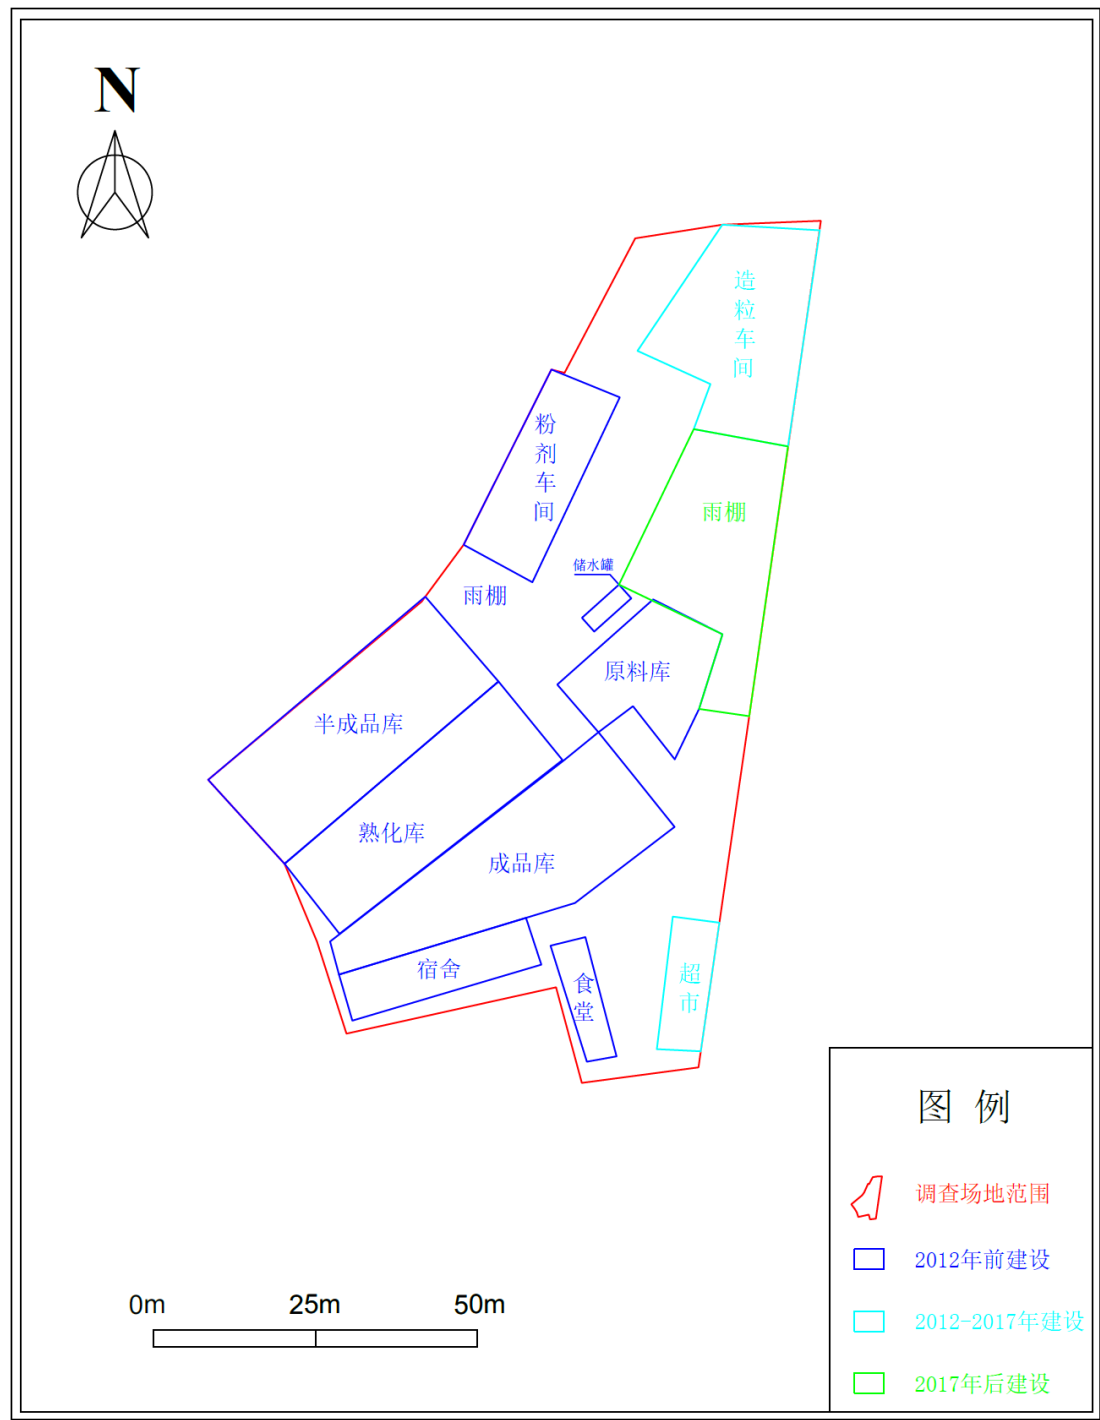 N
造粒车间
粉剂车间
雨棚
储水罐
雨棚
原料库
半成品库
熟化库
成品库
宿舍
食堂
超市
图 例
调查场地范围
2012年前建设
2012-2017年建设
2017年后建设
0m 25m 50m